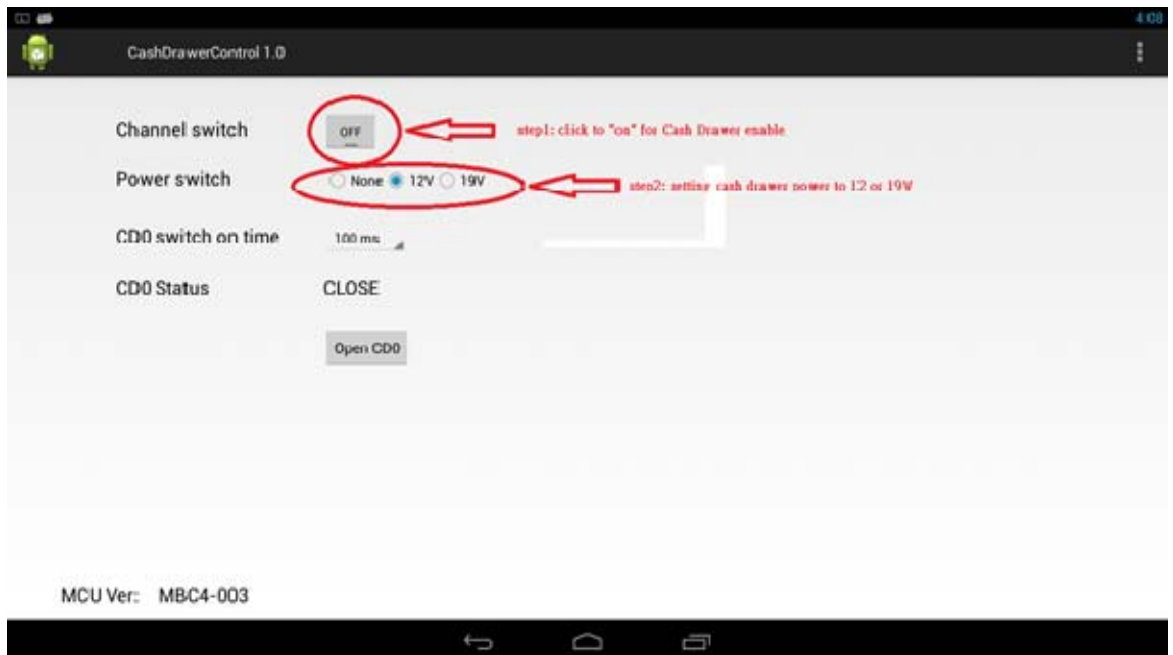 4:08
CashDrawerControl 1.0
Channel switch OFF step1: click to "on" for Cash Drawer enable
Power switch None 12V 19V step2: setting cash drawer power to 12 or 19V
CD0 switch on time 100 ms
CD0 Status CLOSE
Open CD0
MCU Ver: MBC4-003